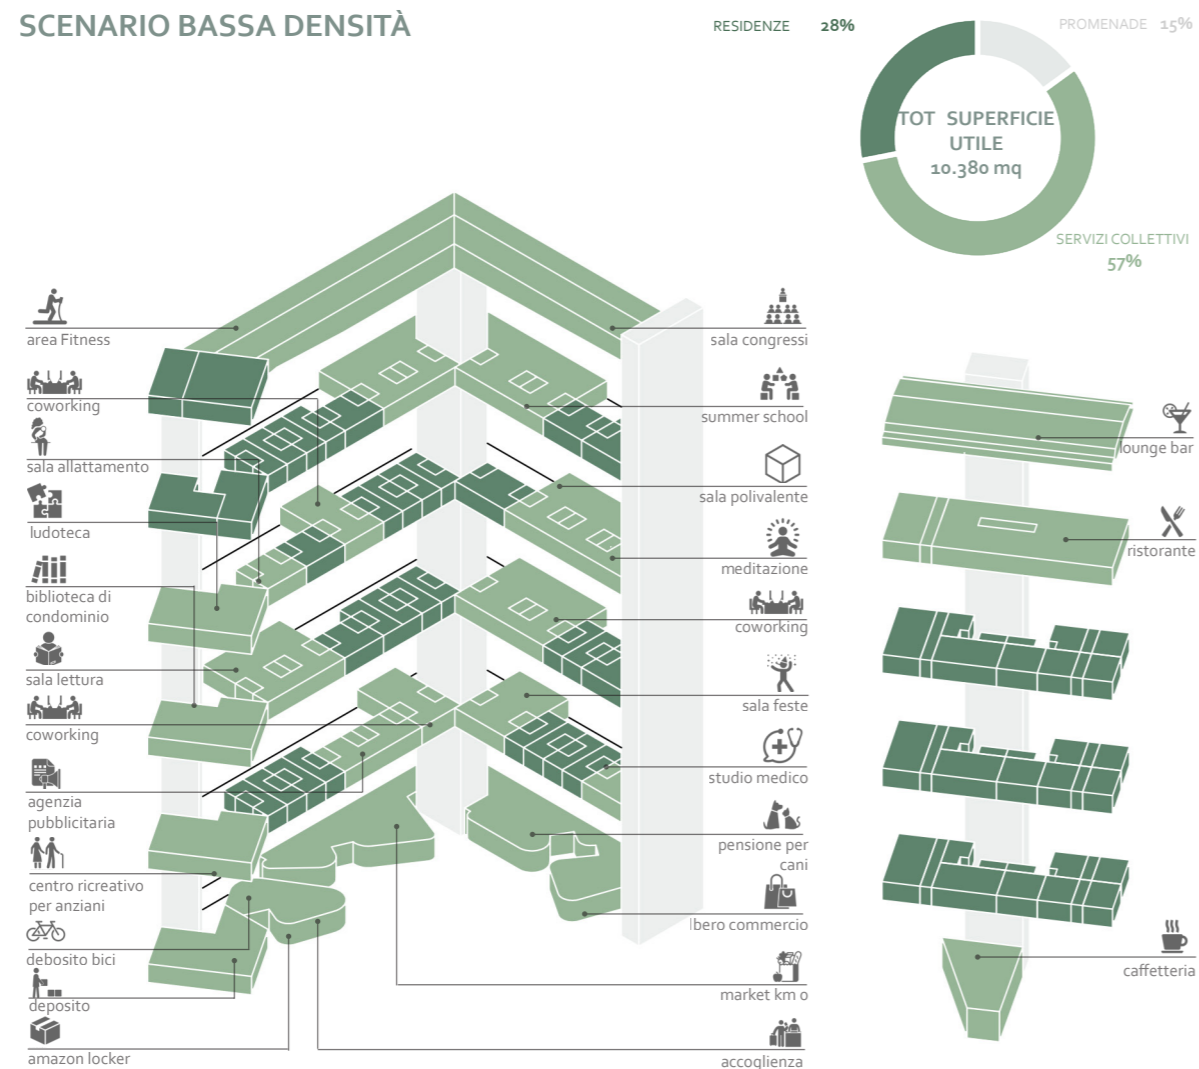 SCENARIO BASSA DENSITÀ
RESIDENZE 28%
PROMENADE 15%
TOT SUPERFICIE
UTILE
10.380 mq
SERVIZI COLLETTIVI
57%
area Fitness
coworking
sala allattamento
ludoteca
biblioteca di
condominio
sala lettura
coworking
agenzia
pubblicitaria
centro ricreativo
per anziani
debosito bici
deposito
amazon locker
sala congressi
summer school
sala polivalente
meditazione
coworking
sala feste
studio medico
pensione per
cani
lbero commercio
market km 0
accoglienza
lounge bar
ristorante
caffetteria